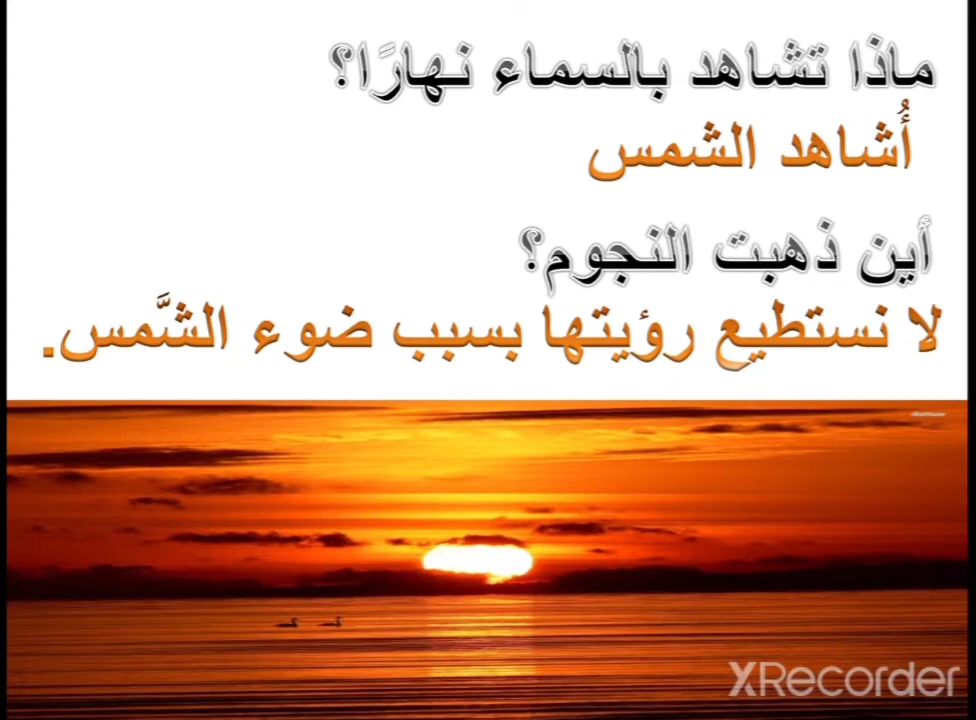 ماذا تشاهد بالسماء نهارًا؟
أُشاهد الشمس
أين ذهبت النجوم؟
لا نستطيع رؤيتها بسبب ضوء الشَّمس.
XRecorder